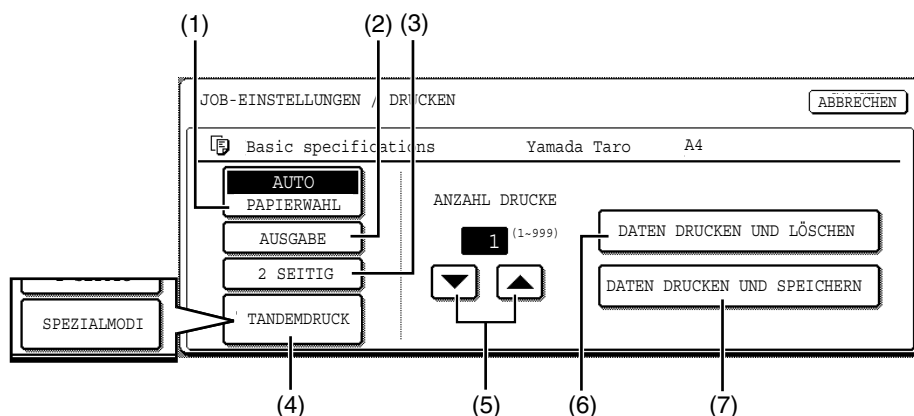 (1) (2) (3)
JOB-EINSTELLUNGEN / DRUCKEN
ABBRECHEN
Basic specifications Yamada Taro A4
AUTO
PAPIERWAHL
AUSGABE
2 SEITIG
TANDEMDRUCK
SPEZIALMODI
ANZAHL DRUCKE
1 (1~999)
DATEN DRUCKEN UND LÖSCHEN
DATEN DRUCKEN UND SPEICHERN
(4) (5) (6) (7)